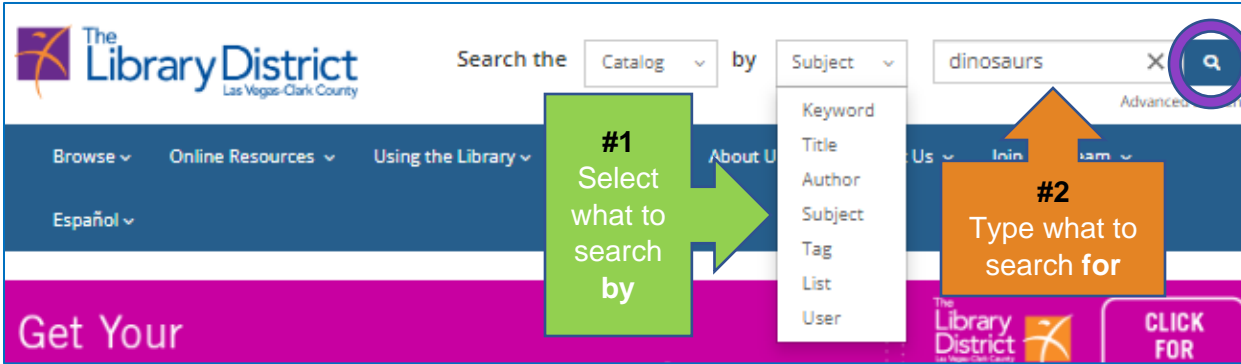 The
Library District
Las Vegas-Clark County
Search the Catalog by Subject dinosaurs
Advanced
#1
Select
what to
search
by
Keyword
Title
Author
Subject
Tag
List
User
#2
Type what to
search for
Browse Online Resources Using the Library About U Us Join
Español
Get Your
The
Library
District
Las Vegas-Clark County
CLICK
FOR